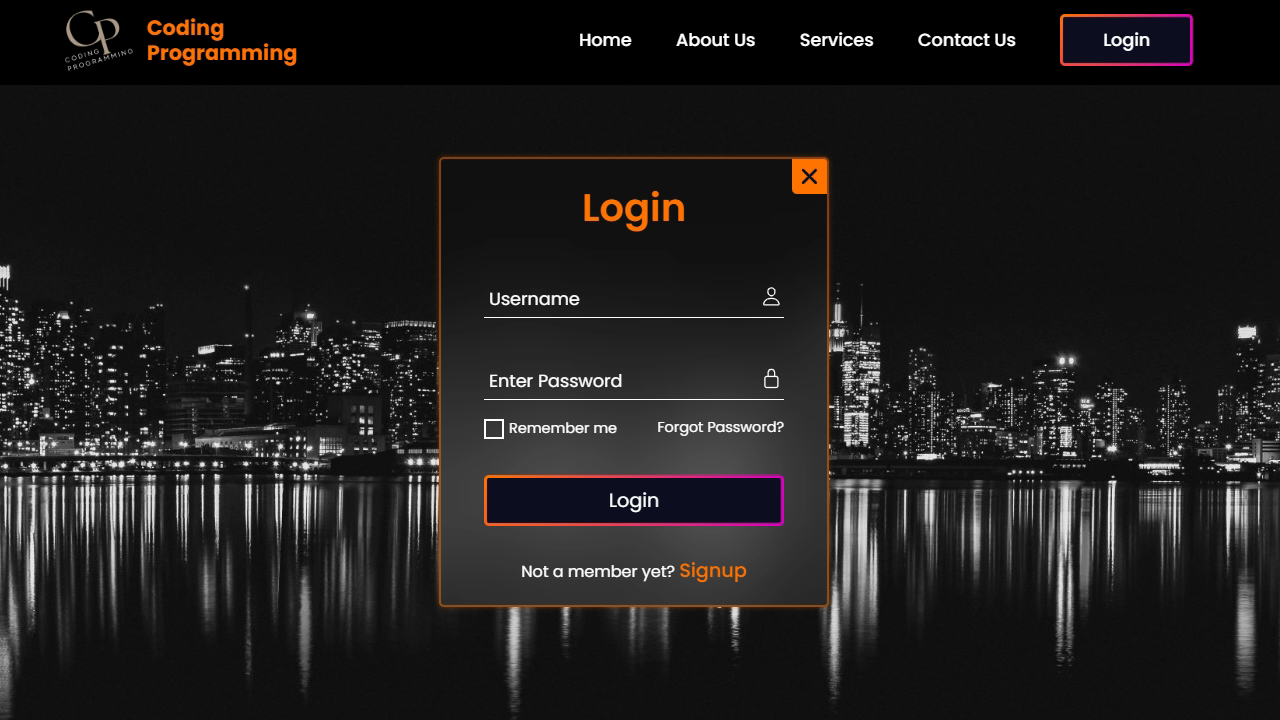 CP
CODING
PROGRAMMING
Coding
Programming
Home
About Us
Services
Contact Us
Login
Login
Username
Enter Password
Remember me
Forgot Password?
Login
Not a member yet? Signup